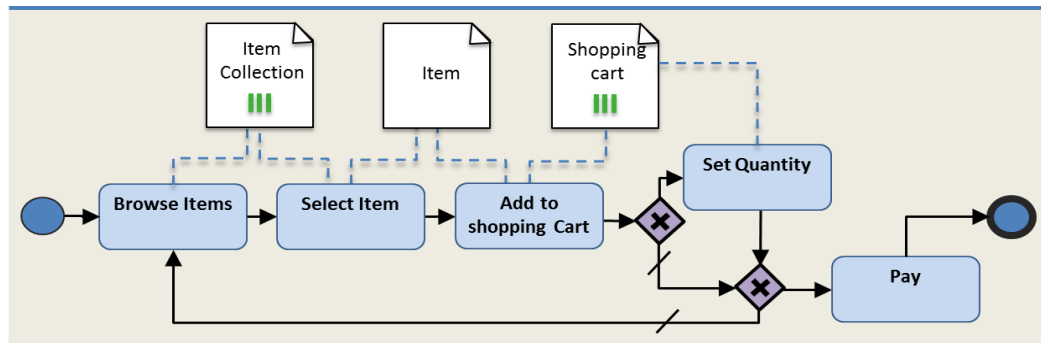 Item
Collection
Item
Shopping
cart
Set Quantity
Browse Items
Select Item
Add to
shopping Cart
Pay